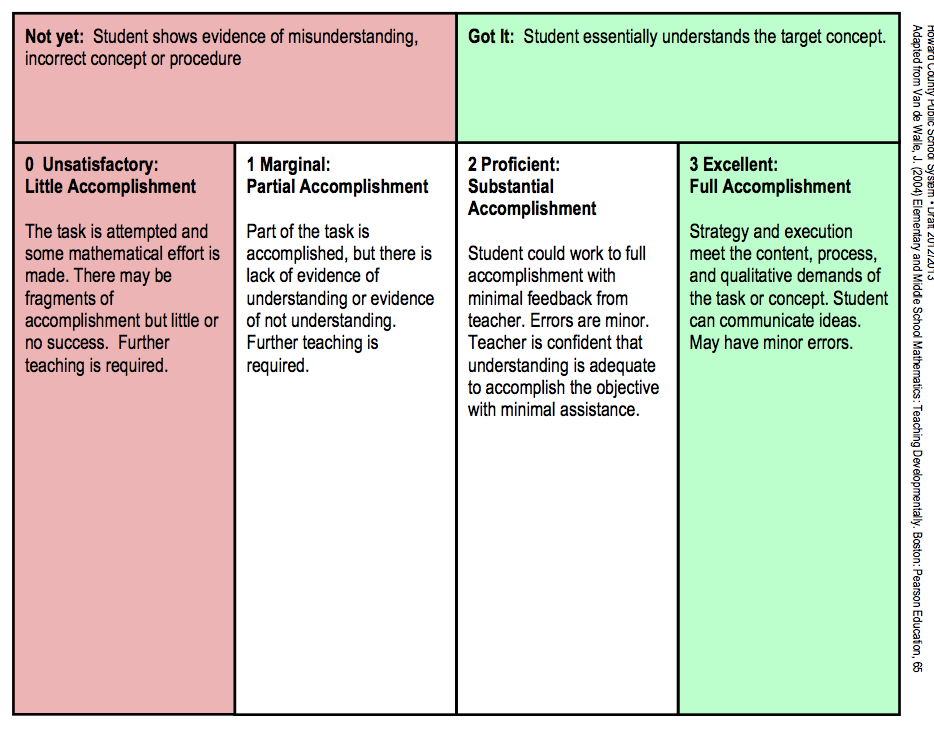 Not yet: Student shows evidence of misunderstanding,
incorrect concept or procedure
Got It: Student essentially understands the target concept.
0 Unsatisfactory:
Little Accomplishment
The task is attempted and
some mathematical effort is
made. There may be
fragments of
accomplishment but little or
no success. Further
teaching is required.
1 Marginal:
Partial Accomplishment
Part of the task is
accomplished, but there is
lack of evidence of
understanding or evidence
of not understanding.
Further teaching is
required.
2 Proficient:
Substantial
Accomplishment
Student could work to full
accomplishment with
minimal feedback from
teacher. Errors are minor.
Teacher is confident that
understanding is adequate
to accomplish the objective
with minimal assistance.
3 Excellent:
Full Accomplishment
Strategy and execution
meet the content, process,
and qualitative demands of
the task or concept. Student
can communicate ideas.
May have minor errors.
Howard County Public School System • Draft 2012/2013
Adapted from Van de Walle, J. (2004) Elementary and Middle School Mathematics: Teaching Developmentally. Boston: Pearson Education, 65